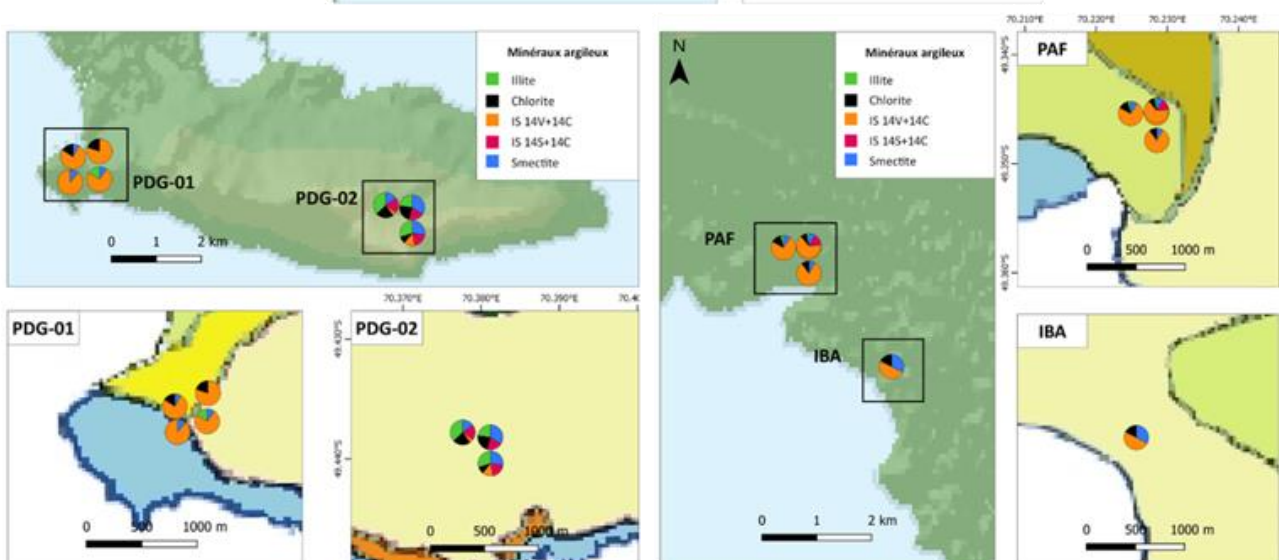 Minéraux argileux
Illite
Chlorite
IS 14V+14C
IS 14S+14C
Smectite
PDG-01
PDG-02
0 1 2 km
N
Minéraux argileux
Illite
Chlorite
IS 14V+14C
IS 14S+14C
Smectite
PAF
IBA
0 1 2 km
70.210°E 70.220°E 70.230°E 70.240°E
PAF
49.340°S
49.350°S
49.360°S
0 500 1000 m
PDG-01
0 500 1000 m
70.370°E 70.380°E 70.390°E 70.4
PDG-02
49.430°S
49.440°S
0 500 1000 m
IBA
0 500 1000 m